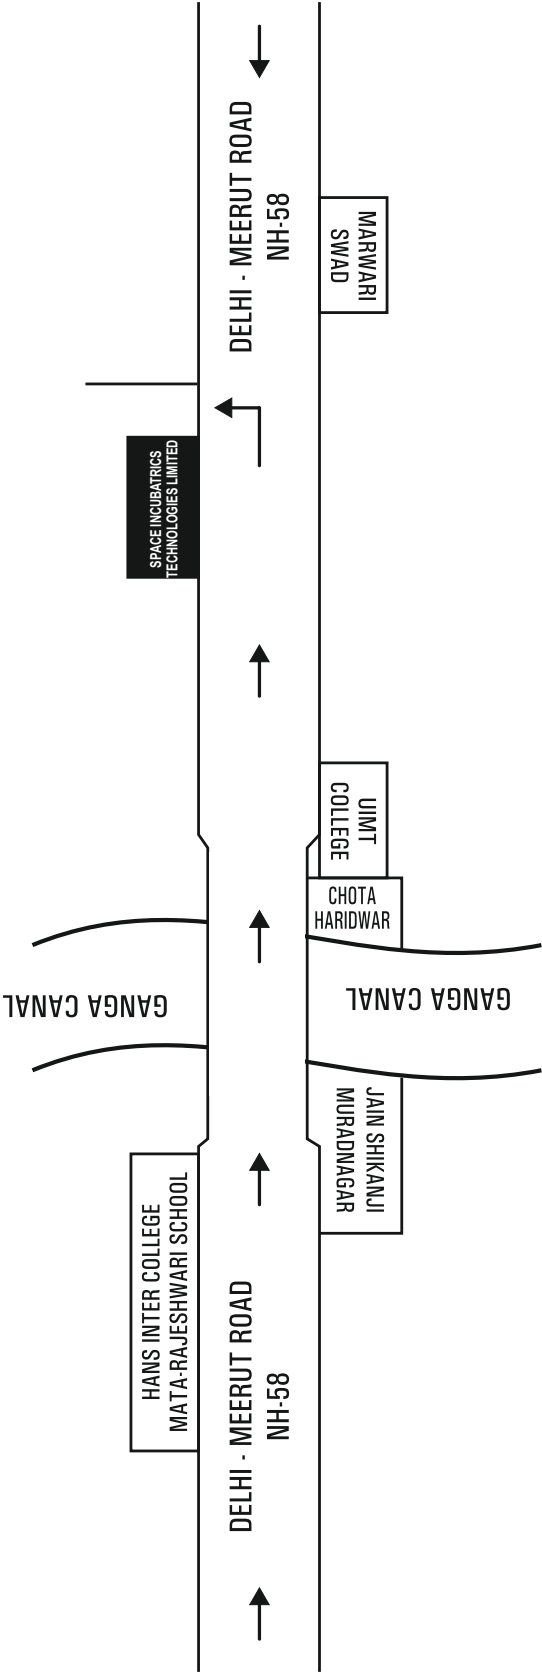 DELHI - MEERUT ROAD
NH-58
MARWARI
SWAD
SPACE INCUBATRICS
TECHNOLOGIES LIMITED
UIMT
COLLEGE
CHOTA
HARIDWAR
GANGA CANAL
GANGA CANAL
JAIN SHIKANJI
MURADNAGAR
HANS INTER COLLEGE
MATA-RAJESHWARI SCHOOL
DELHI - MEERUT ROAD
NH-58